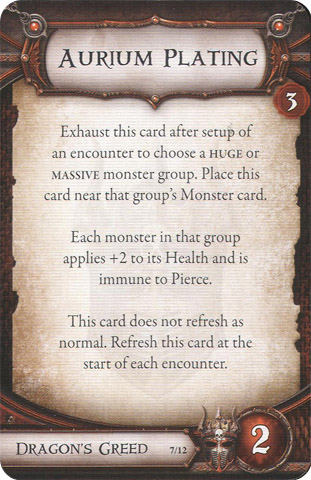 AURIUM PLATING
3
Exhaust this card after setup of
an encounter to choose a HUGE or
MASSIVE monster group. Place this
card near that group's Monster card.
Each monster in that group
applies +2 to its Health and is
immune to Pierce.
This card does not refresh as
normal. Refresh this card at the
start of each encounter.
DRAGON'S GREED 7/12
2